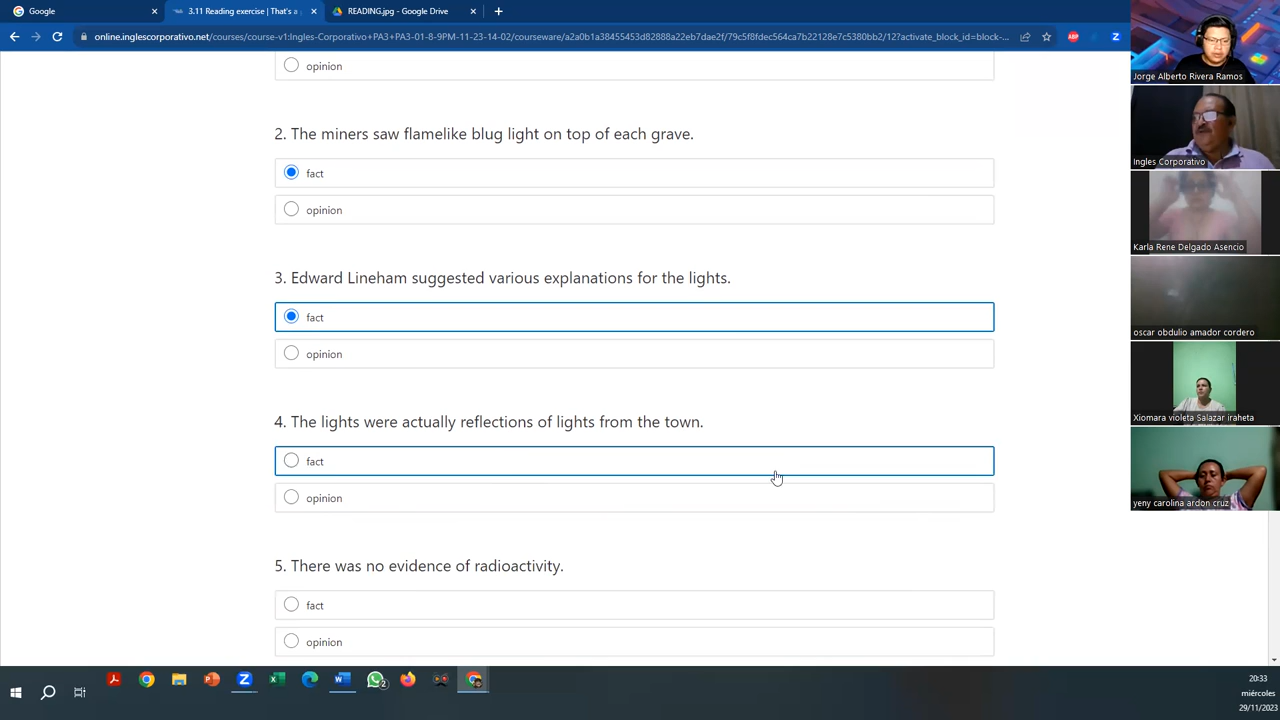 Google
3.11 Reading exercise | That's a
READING.jpg - Google Drive
online.inglescorporativo.net/courses/course-v1:Ingles-Corporativo+PA3+PA3-01-8-9PM-11-23-14-02/courseware/a2a0b1a38455453d82888a22eb7dae2f/79c5f8fdec564ca7b22128e7c5380bb2/12?activate_block_id=block-...
opinion
2. The miners saw flamelike blug light on top of each grave.
fact
opinion
3. Edward Lineham suggested various explanations for the lights.
fact
opinion
4. The lights were actually reflections of lights from the town.
fact
opinion
5. There was no evidence of radioactivity.
fact
opinion
Jorge Alberto Rivera Ramos
Ingles Corporativo
Karla Rene Delgado Asencio
oscar obdulio amador cordero
Xiomara violeta Salazar iraheta
yeny carolina ardon cruz
20:33
miércoles
29/11/2023